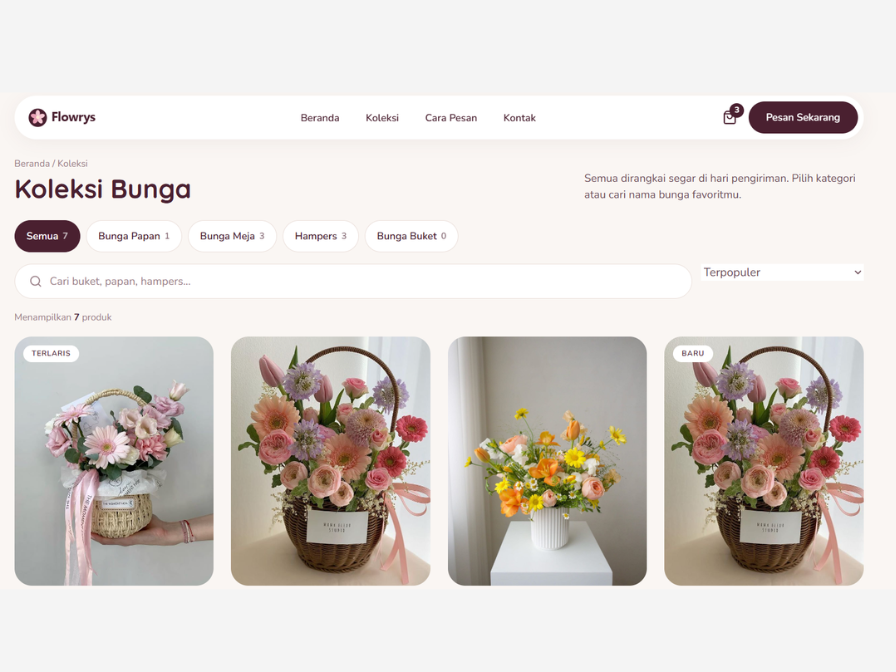 Flowrys
Beranda
Koleksi
Cara Pesan
Kontak
3
Pesan Sekarang
Beranda / Koleksi
Koleksi Bunga
Semua dirangkai segar di hari pengiriman. Pilih kategori
atau cari nama bunga favoritmu.
Semua 7
Bunga Papan 1
Bunga Meja 3
Hampers 3
Bunga Buket 0
Cari buket, papan, hampers...
Terpopuler
Menampilkan 7 produk
TERLARIS
BARU